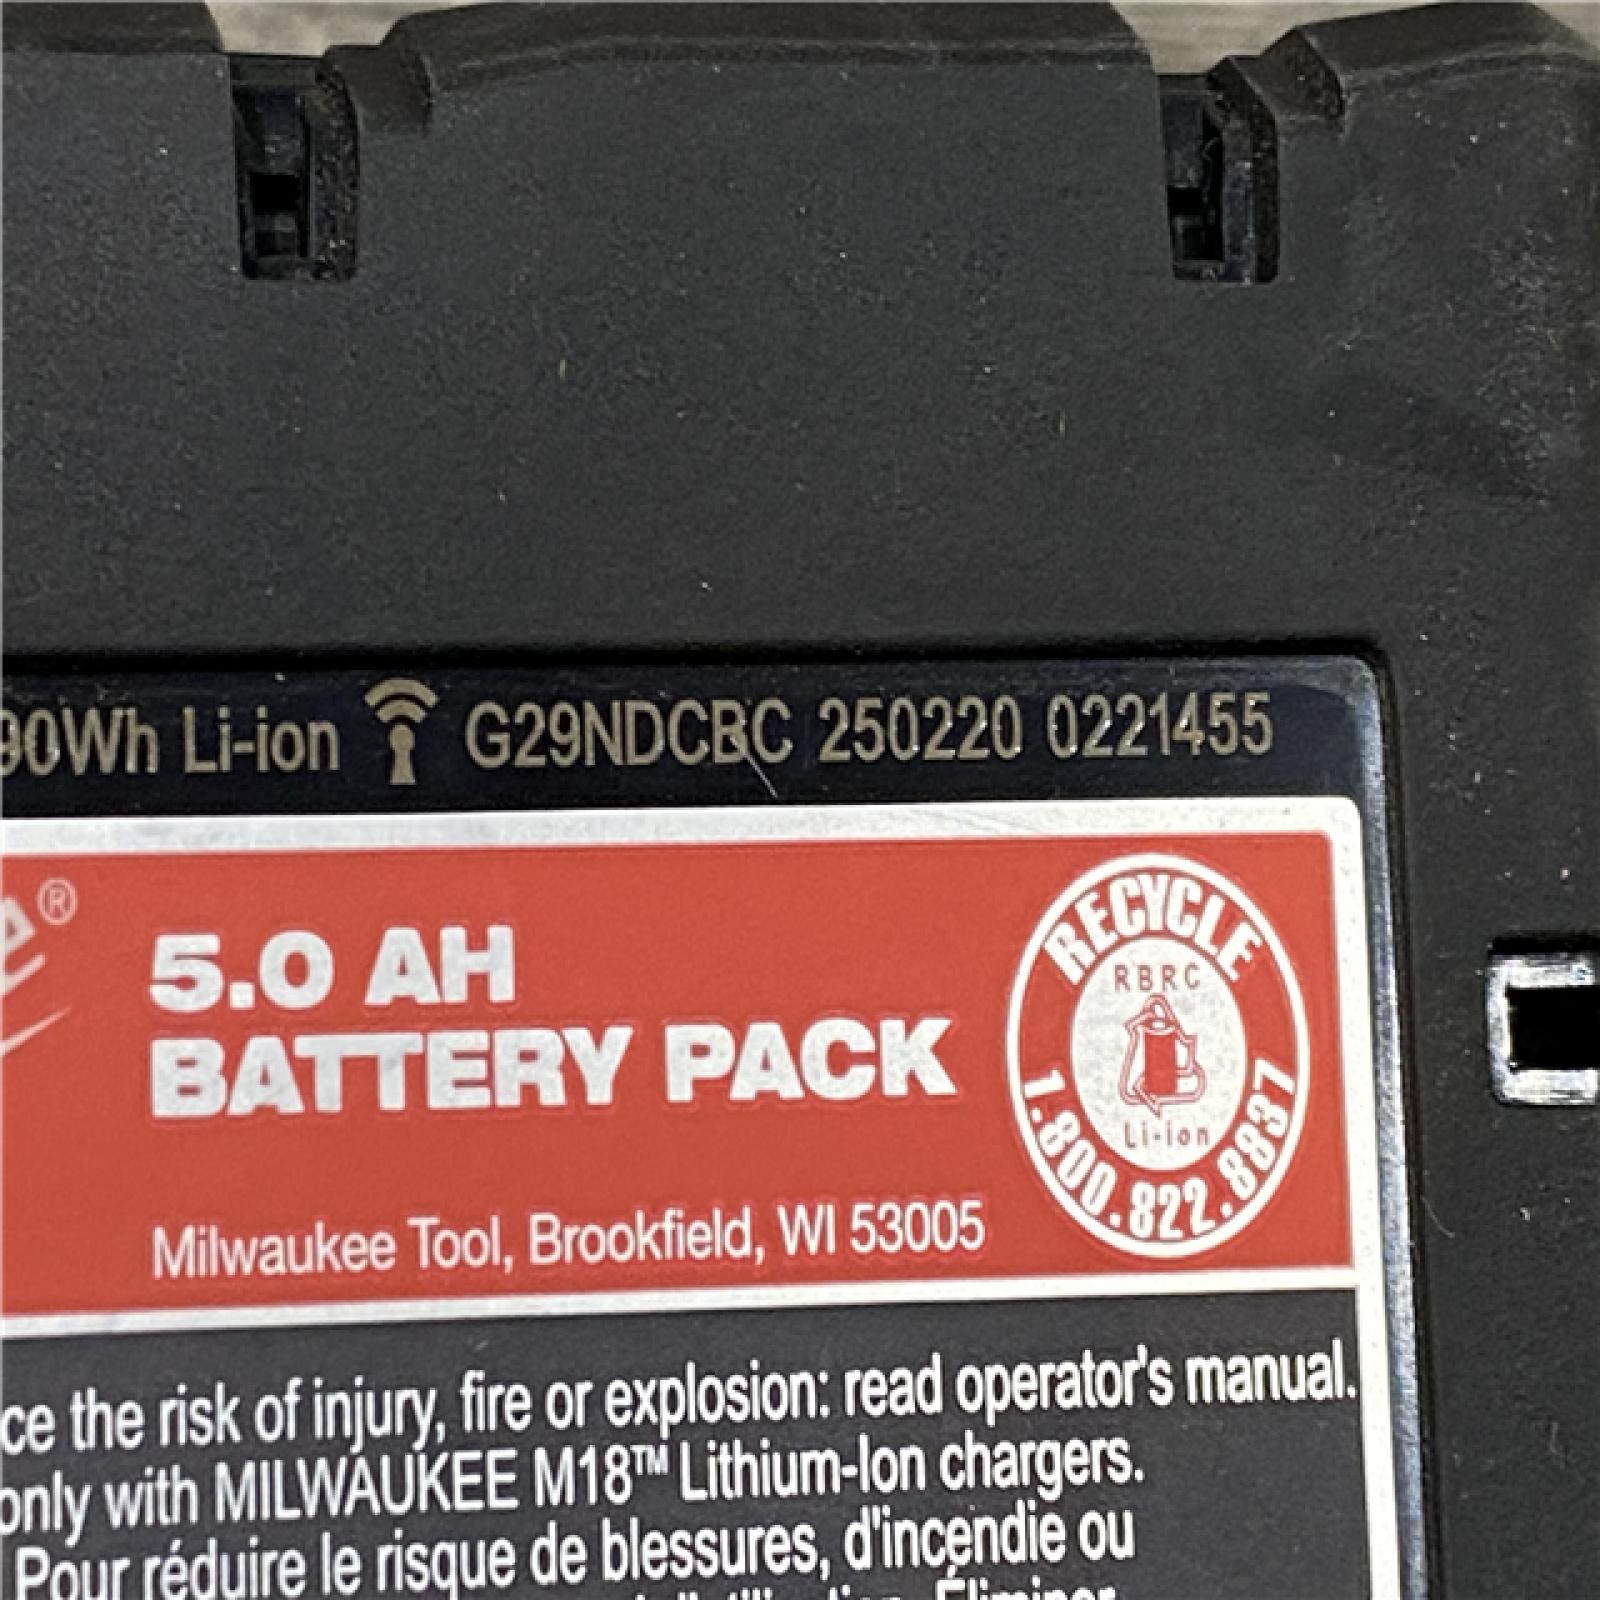 90Wh Li-ion G29NDCBC 250220 0221455
®
5.0 AH
BATTERY PACK
Milwaukee Tool, Brookfield, WI 53005
RECYCLE
RBRC
Li-ion
1.800.822.8837
ce the risk of injury, fire or explosion: read operator's manual.
only with MILWAUKEE M18™ Lithium-Ion chargers.
Pour réduire le risque de blessures, d'incendie ou
d'utilisation. Éliminer